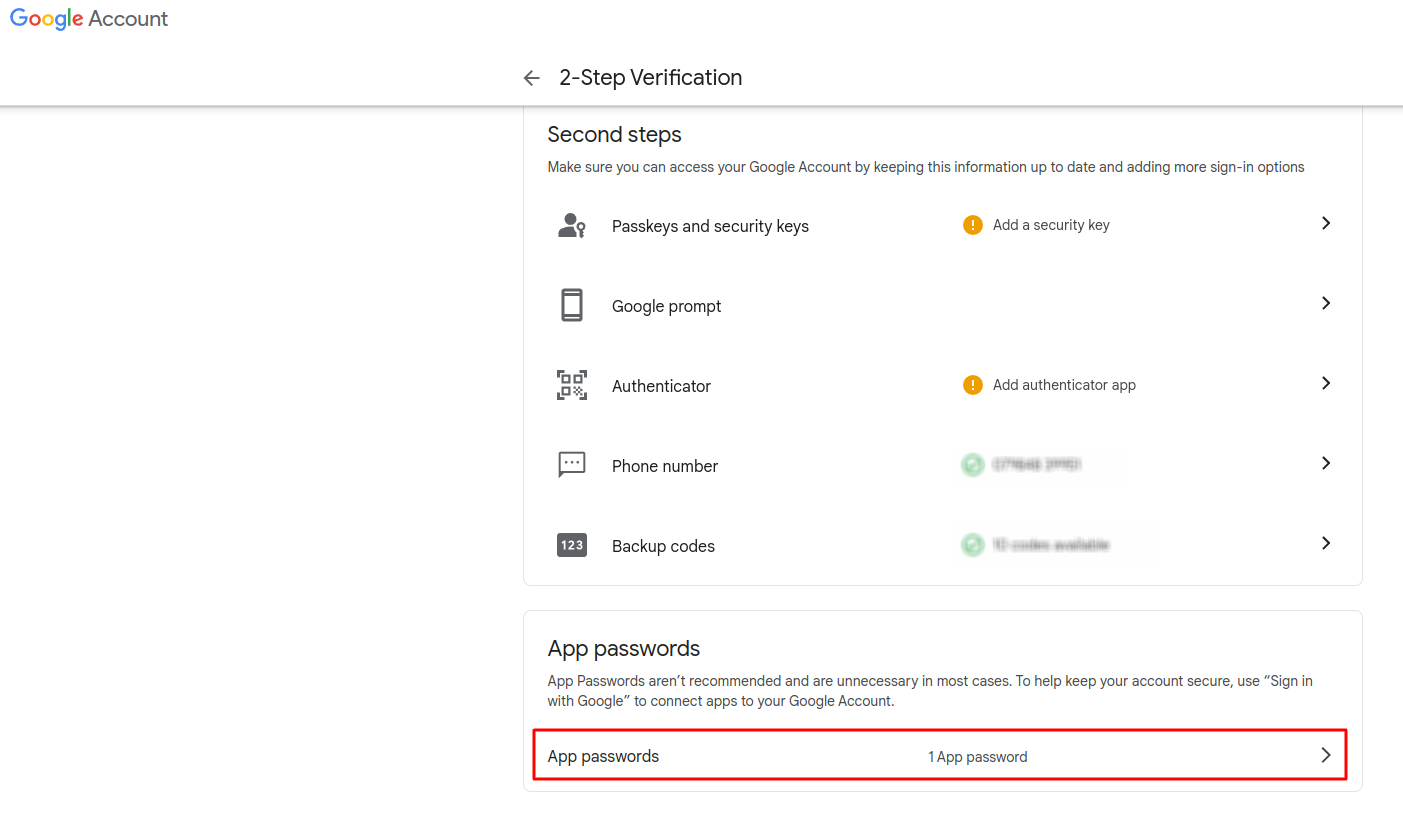 Google Account
2-Step Verification
Second steps
Make sure you can access your Google Account by keeping this information up to date and adding more sign-in options
Passkeys and security keys
! Add a security key
Google prompt
Authenticator
! Add authenticator app
Phone number
123 Backup codes
10 codes available
App passwords
App Passwords aren’t recommended and are unnecessary in most cases. To help keep your account secure, use “Sign in
with Google” to connect apps to your Google Account.
App passwords
1 App password